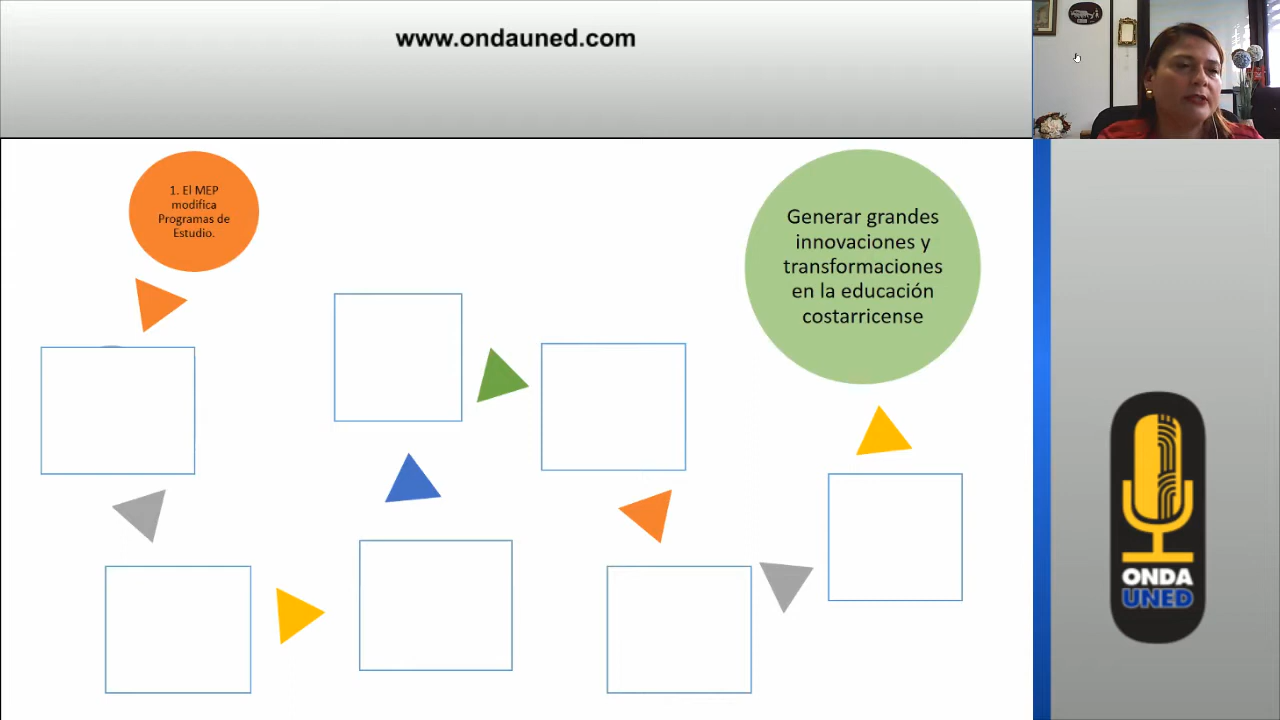 www.ondauned.com
1. El MEP
modifica
Programas de
Estudio.
Generar grandes
innovaciones y
transformaciones
en la educación
costarricense
ONDA
UNED